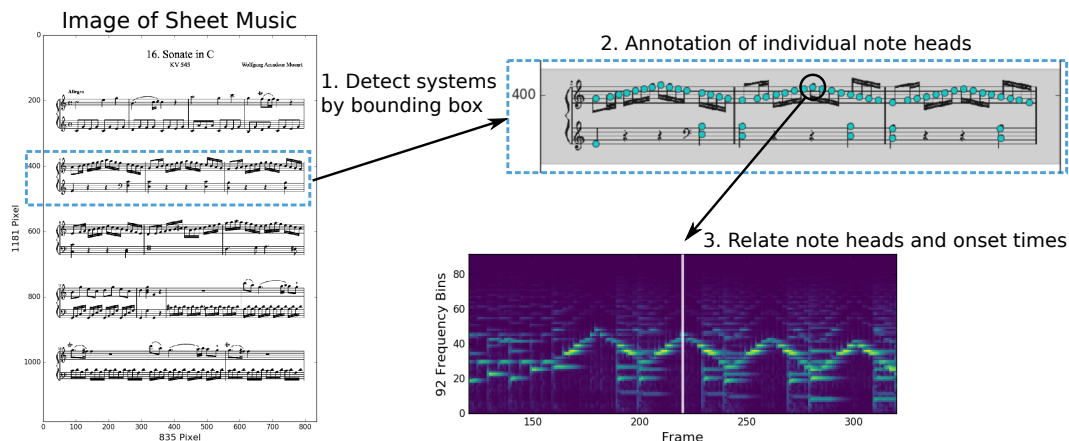 Image of Sheet Music
16. Sonate in C
KV 545
Wolfgang Amadeus Mozart
Allegro
0
200
400
600
800
1000
1181 Pixel
0 100 200 300 400 500 600 700 800
835 Pixel
1. Detect systems
by bounding box
2. Annotation of individual note heads
400
3. Relate note heads and onset times
92 Frequency Bins
80
60
40
20
0
150 200 250 300
Frame